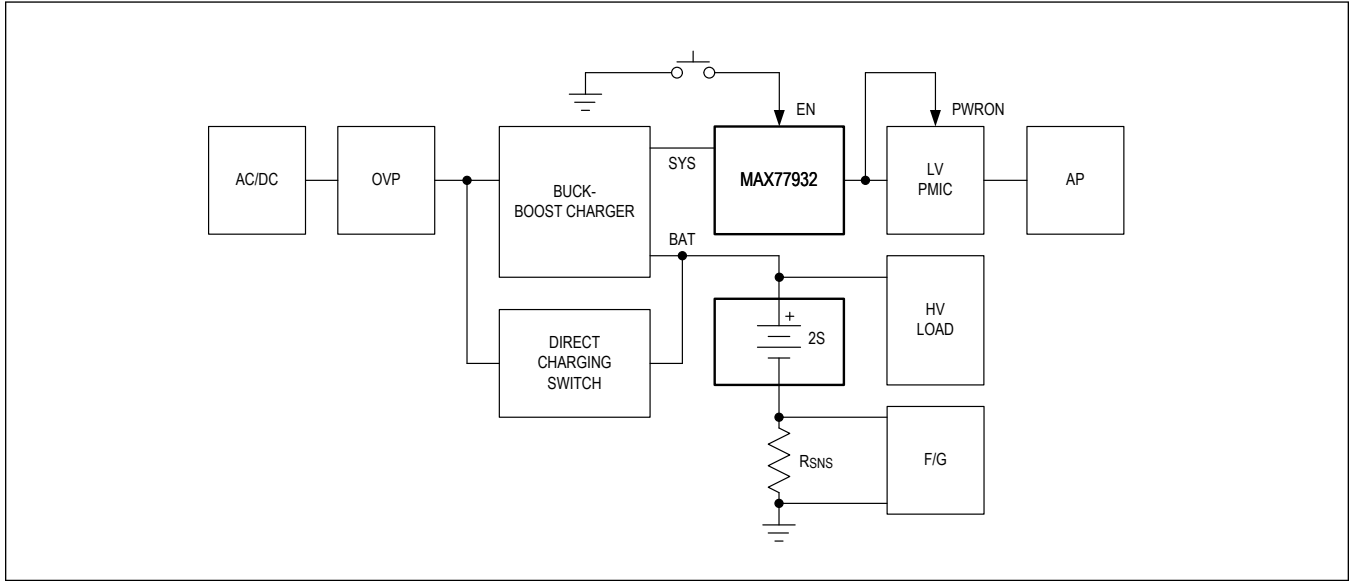 EN
PWRON
AC/DC
OVP
BUCK-
BOOST CHARGER
SYS
BAT
MAX77932
LV
PMIC
AP
DIRECT
CHARGING
SWITCH
+
2S
HV
LOAD
RSNS
F/G